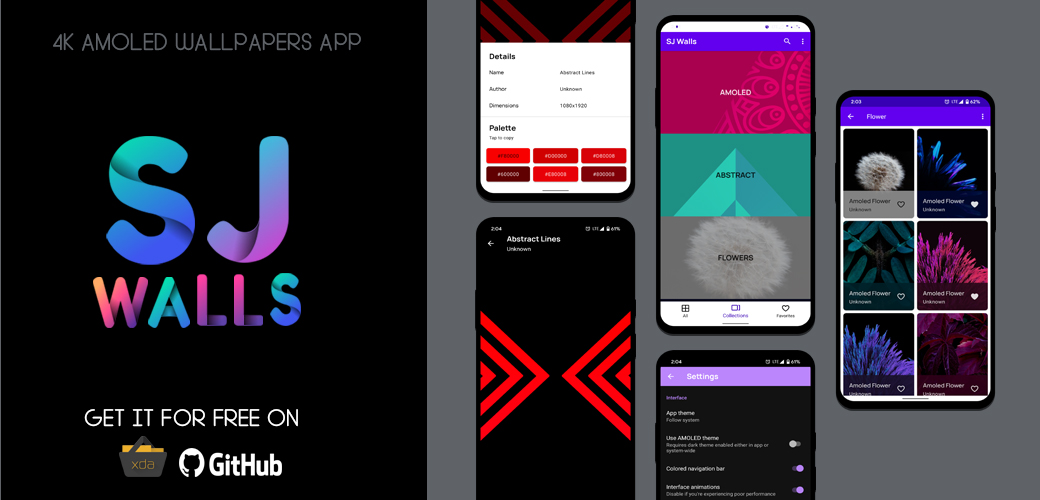 4K AMOLED WALLPAPERS APP
SJ
WALLS
GET IT FOR FREE ON
xda
GitHub
Details
Name Abstract Lines
Author Unknown
Dimensions 1080x1920
Palette
Tap to copy
#D00000 #D80008
#600000 #E80008 #800008
2:04 LTE 61%
Abstract Lines
Unknown
SJ Walls
AMOLED
ABSTRACT
FLOWERS
All Collections Favorites
2:04 LTE 61%
Settings
Interface
App theme
Follow system
Use AMOLED theme
Requires dark theme enabled either in app or
system-wide
Colored navigation bar
Interface animations
Disable if you're experiencing poor performance
2:03 LTE 62%
Flower
Amoled Flower
Unknown
Amoled Flower
Unknown
Amoled Flower
Unknown
Amoled Flower
Unknown
Amoled Flower
Unknown
Amoled Flower
Unknown